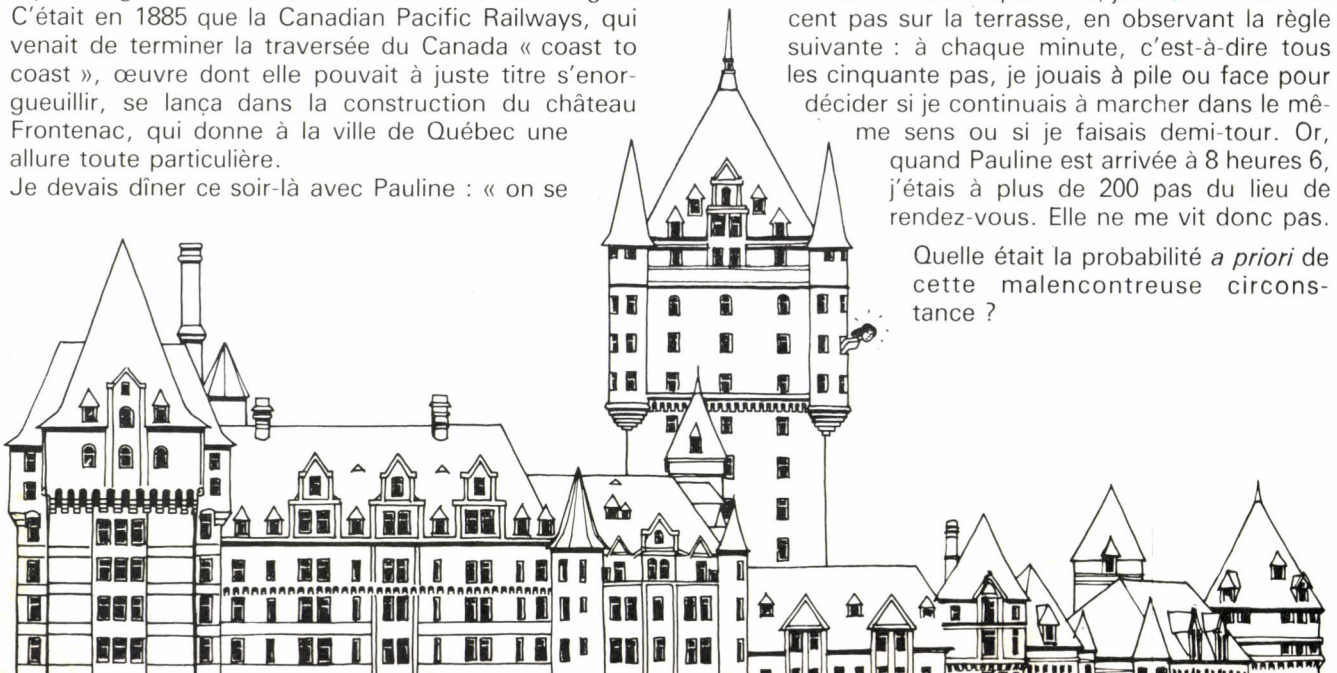 C'était en 1885 que la Canadian Pacific Railways, qui
venait de terminer la traversée du Canada « coast to
coast », œuvre dont elle pouvait à juste titre s'enor-
gueillir, se lança dans la construction du château
Frontenac, qui donne à la ville de Québec une
allure toute particulière.
Je devais dîner ce soir-là avec Pauline : « on se
cent pas sur la terrasse, en observant la règle
suivante : à chaque minute, c'est-à-dire tous
les cinquante pas, je jouais à pile ou face pour
décider si je continuais à marcher dans le mê-
me sens ou si je faisais demi-tour. Or,
quand Pauline est arrivée à 8 heures 6,
j'étais à plus de 200 pas du lieu de
rendez-vous. Elle ne me vit donc pas.
Quelle était la probabilité a priori de
cette malencontreuse circons-
tance ?